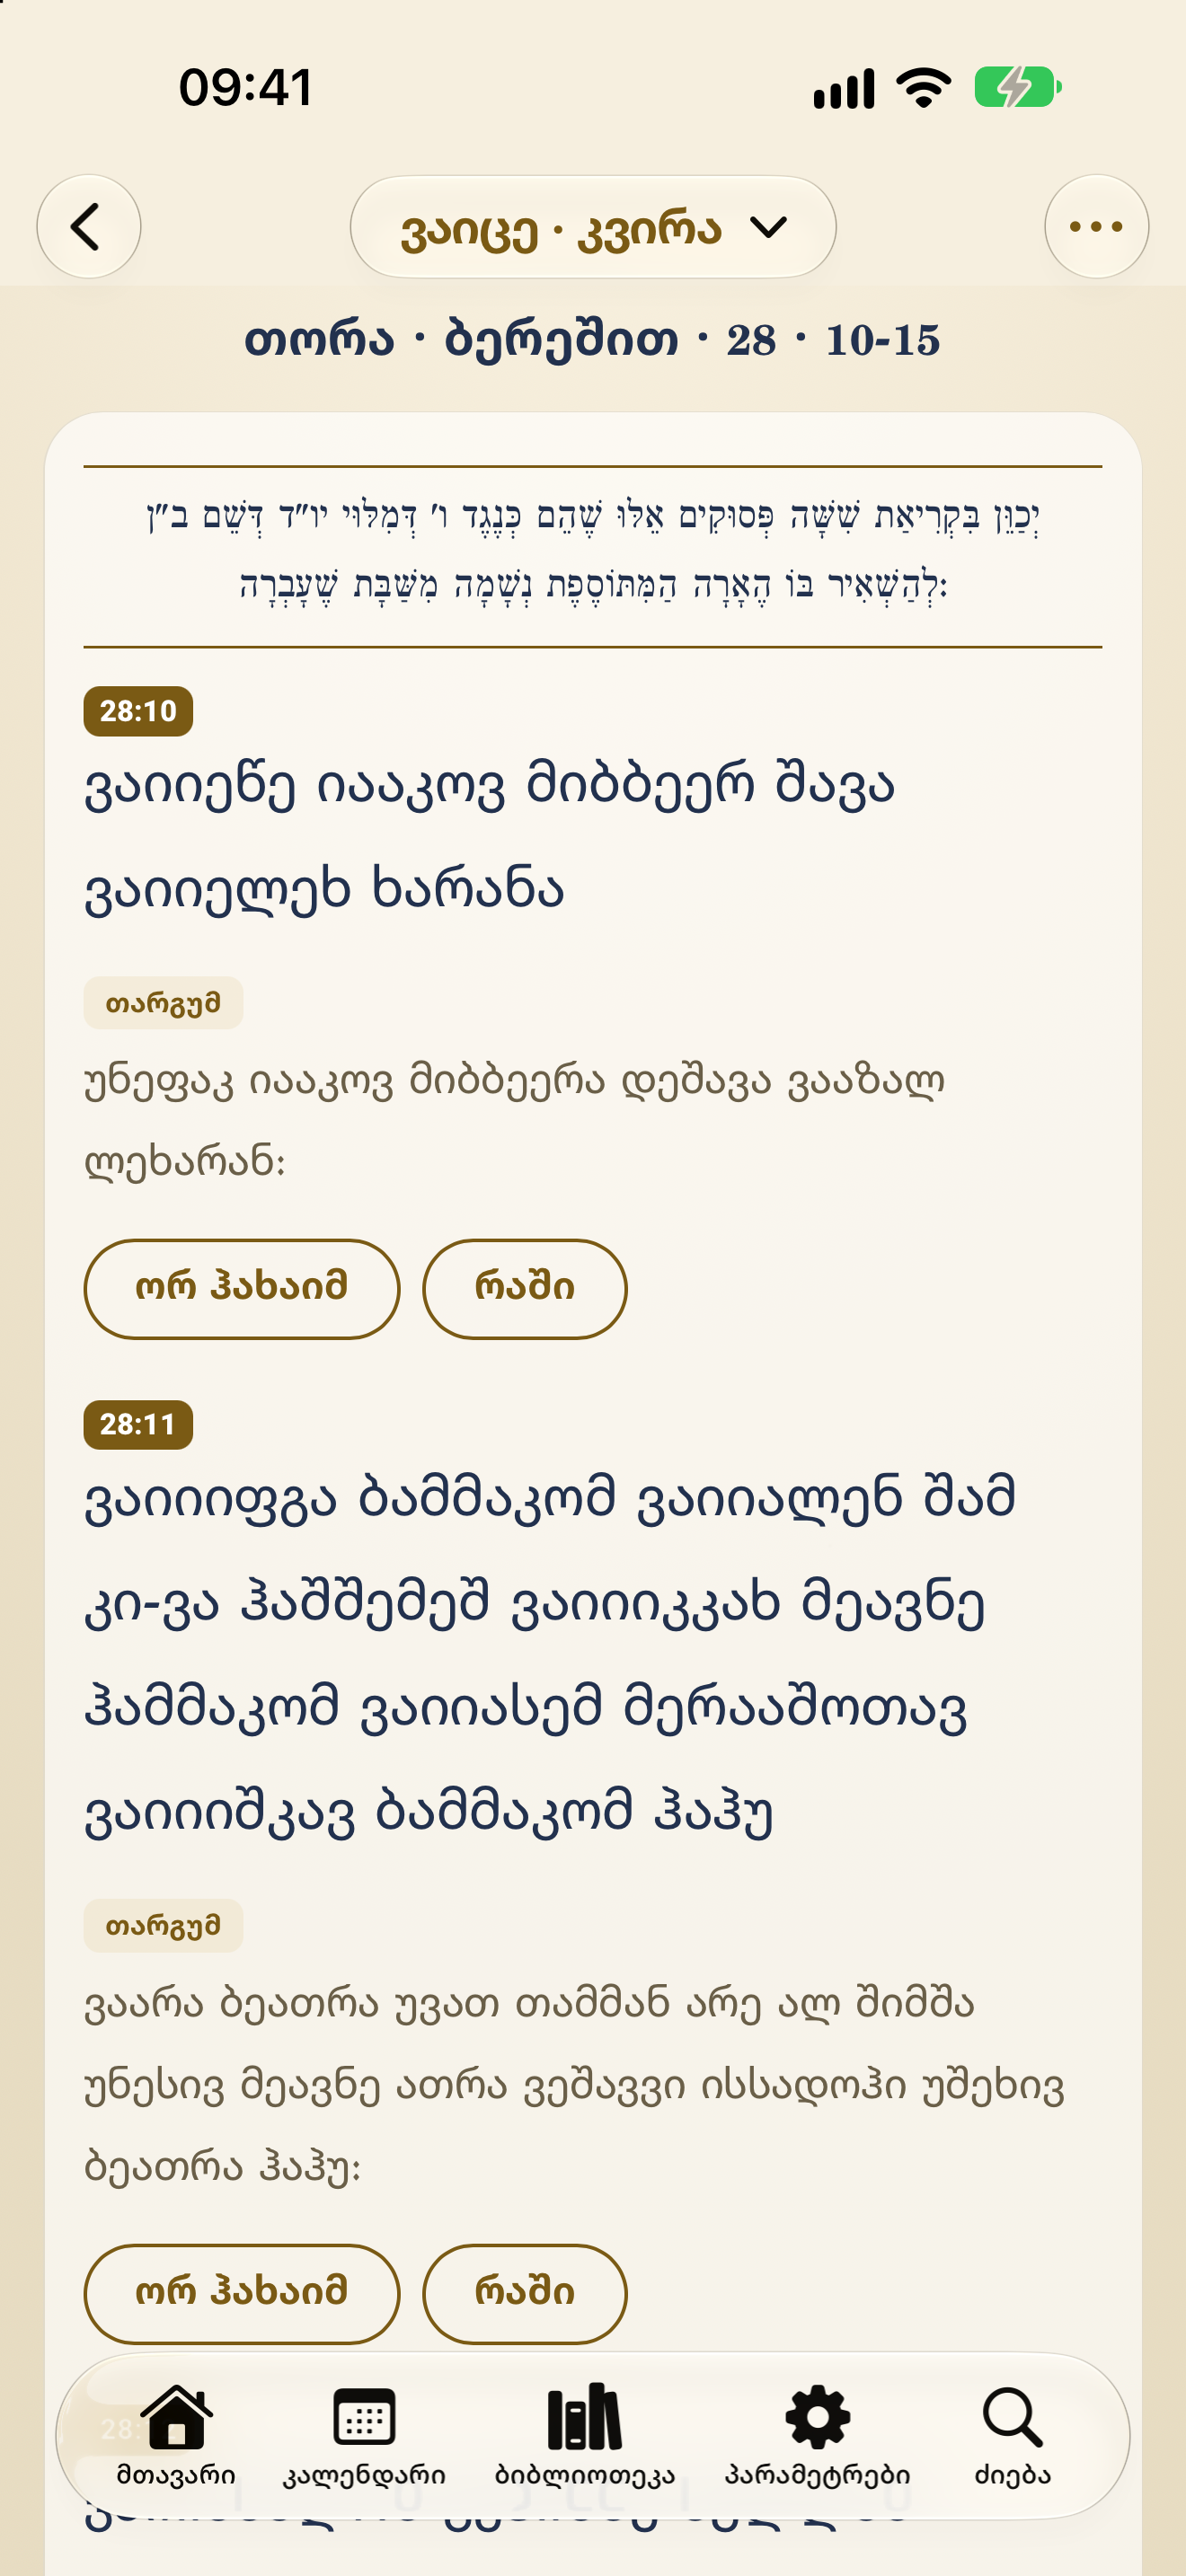 09:41
ვაიცე · კვირა
თორა · ბერეშით · 28 · 10-15
יְכַוֵּין בִּקְרִיאַת שִׁשָּׁה פְּסוּקִים אֵלּוּ שֶׁהֵם כְּנֶגֶד ו׳ דְּמִלּוּי יו״ד דְּשֵׁם ב״ן
לְהַשְׁאִיר בּוֹ הֶאָרָה הַמִּתּוֹסֶפֶת נְשָׁמָה מִשַּׁבָּת שֶׁעָבְרָה:
28:10
ვაიიეწე იააკოვ მიბბეერ შავა
ვაიიელეხ ხარანა
თარგუმ
უნეფაკ იააკოვ მიბბეერა დეშავა ვააზალ
ლეხარან:
ორ ჰახაიმ რაში
28:11
ვაიიიფგა ბამმაკომ ვაიიალენ შამ
კი-ვა ჰაშშემეშ ვაიიიკკახ მეავნე
ჰამმაკომ ვაიიასემ მერააშოთავ
ვაიიიშკავ ბამმაკომ ჰაჰუ
თარგუმ
ვაარა ბეათრა უვათ თამმან არე ალ შიმშა
უნესივ მეავნე ათრა ვეშავვი ისსადოჰი უშეხივ
ბეათრა ჰაჰუ:
ორ ჰახაიმ რაში
მთავარი კალენდარი ბიბლიოთეკა პარამეტრები ძიება